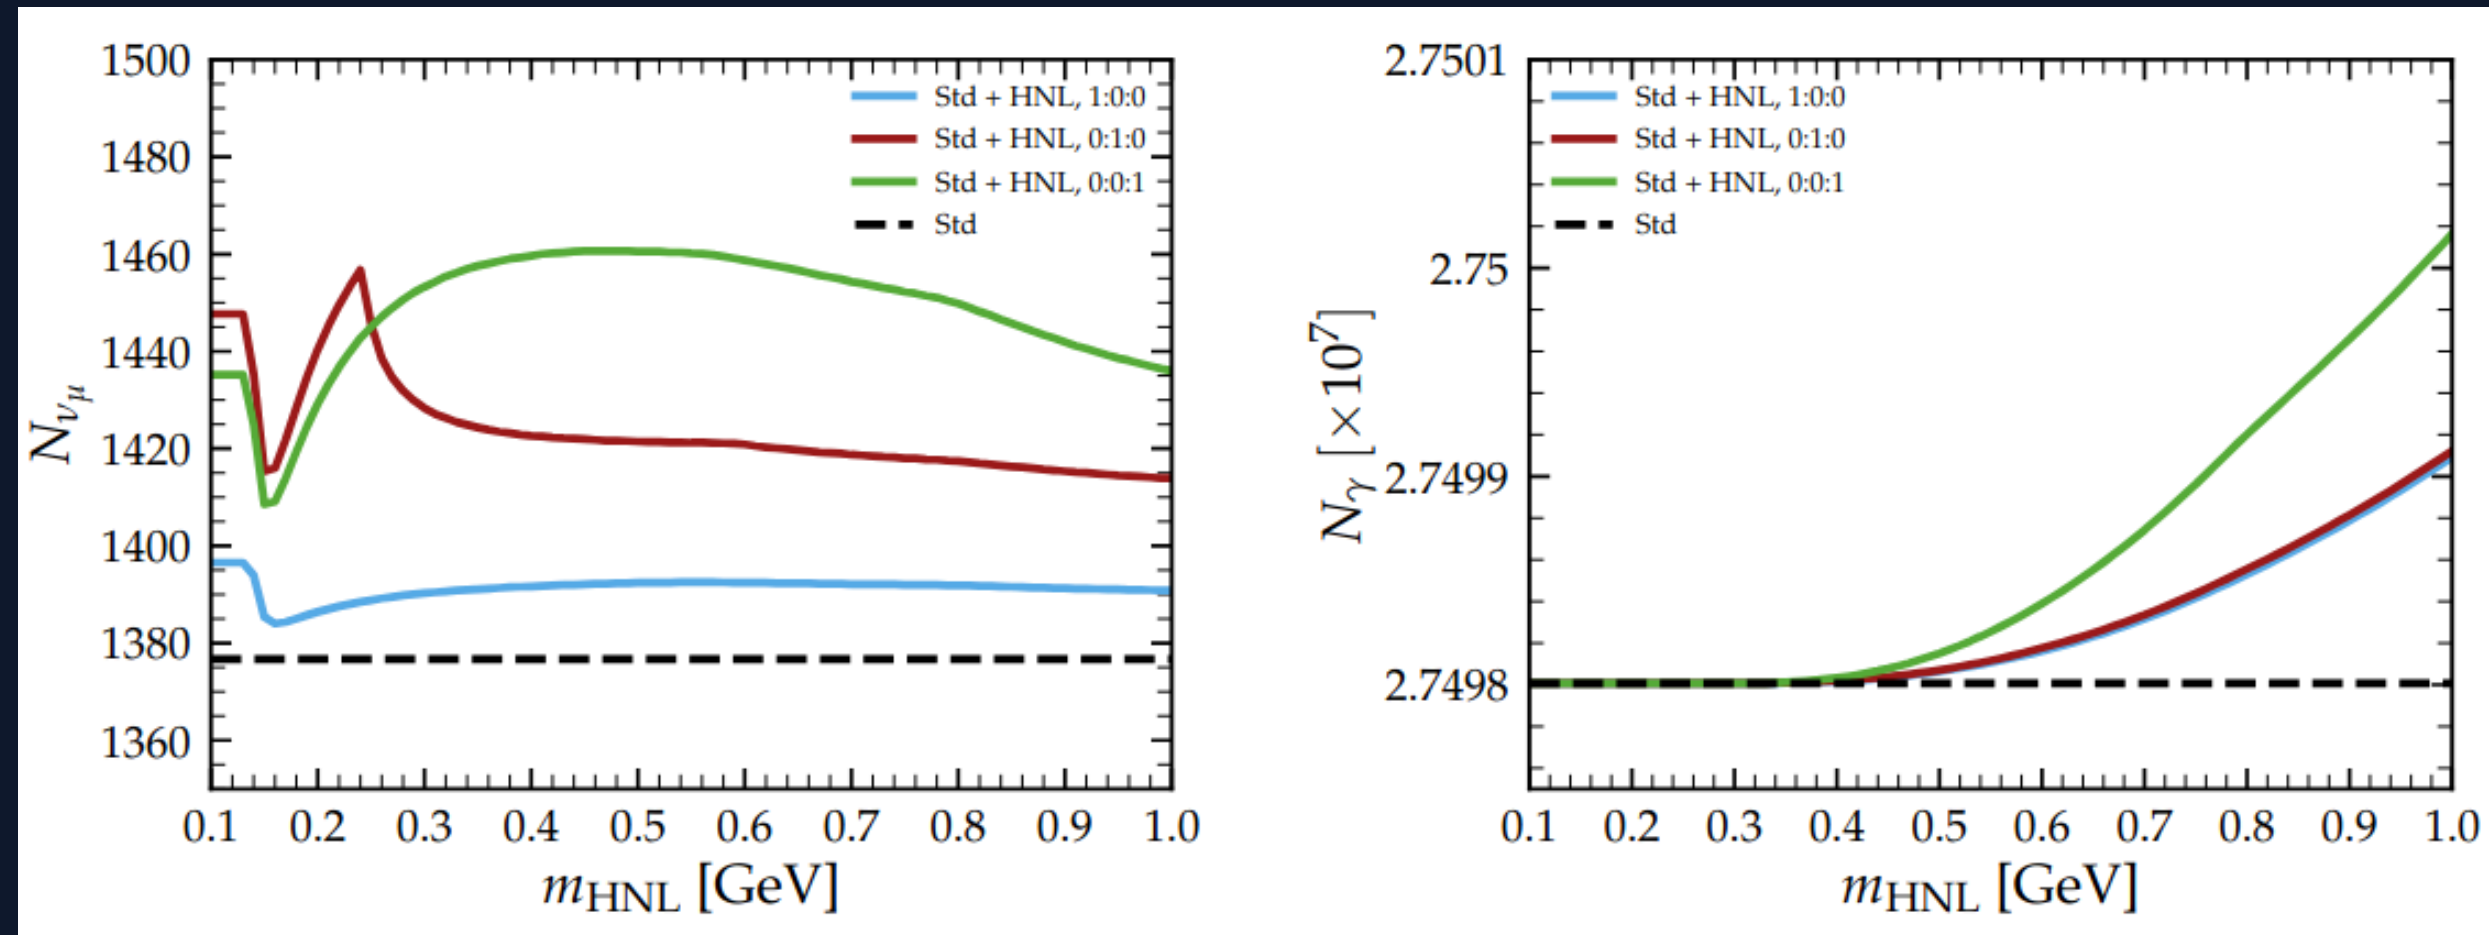 1500
1480
1460
1440
1420
1400
1380
1360
N_{ν_μ}
Std + HNL, 1:0:0
Std + HNL, 0:1:0
Std + HNL, 0:0:1
Std
0.1 0.2 0.3 0.4 0.5 0.6 0.7 0.8 0.9 1.0
m_{HNL} [GeV]
2.7501
2.75
2.7499
2.7498
N_γ [×10^7]
Std + HNL, 1:0:0
Std + HNL, 0:1:0
Std + HNL, 0:0:1
Std
0.1 0.2 0.3 0.4 0.5 0.6 0.7 0.8 0.9 1.0
m_{HNL} [GeV]